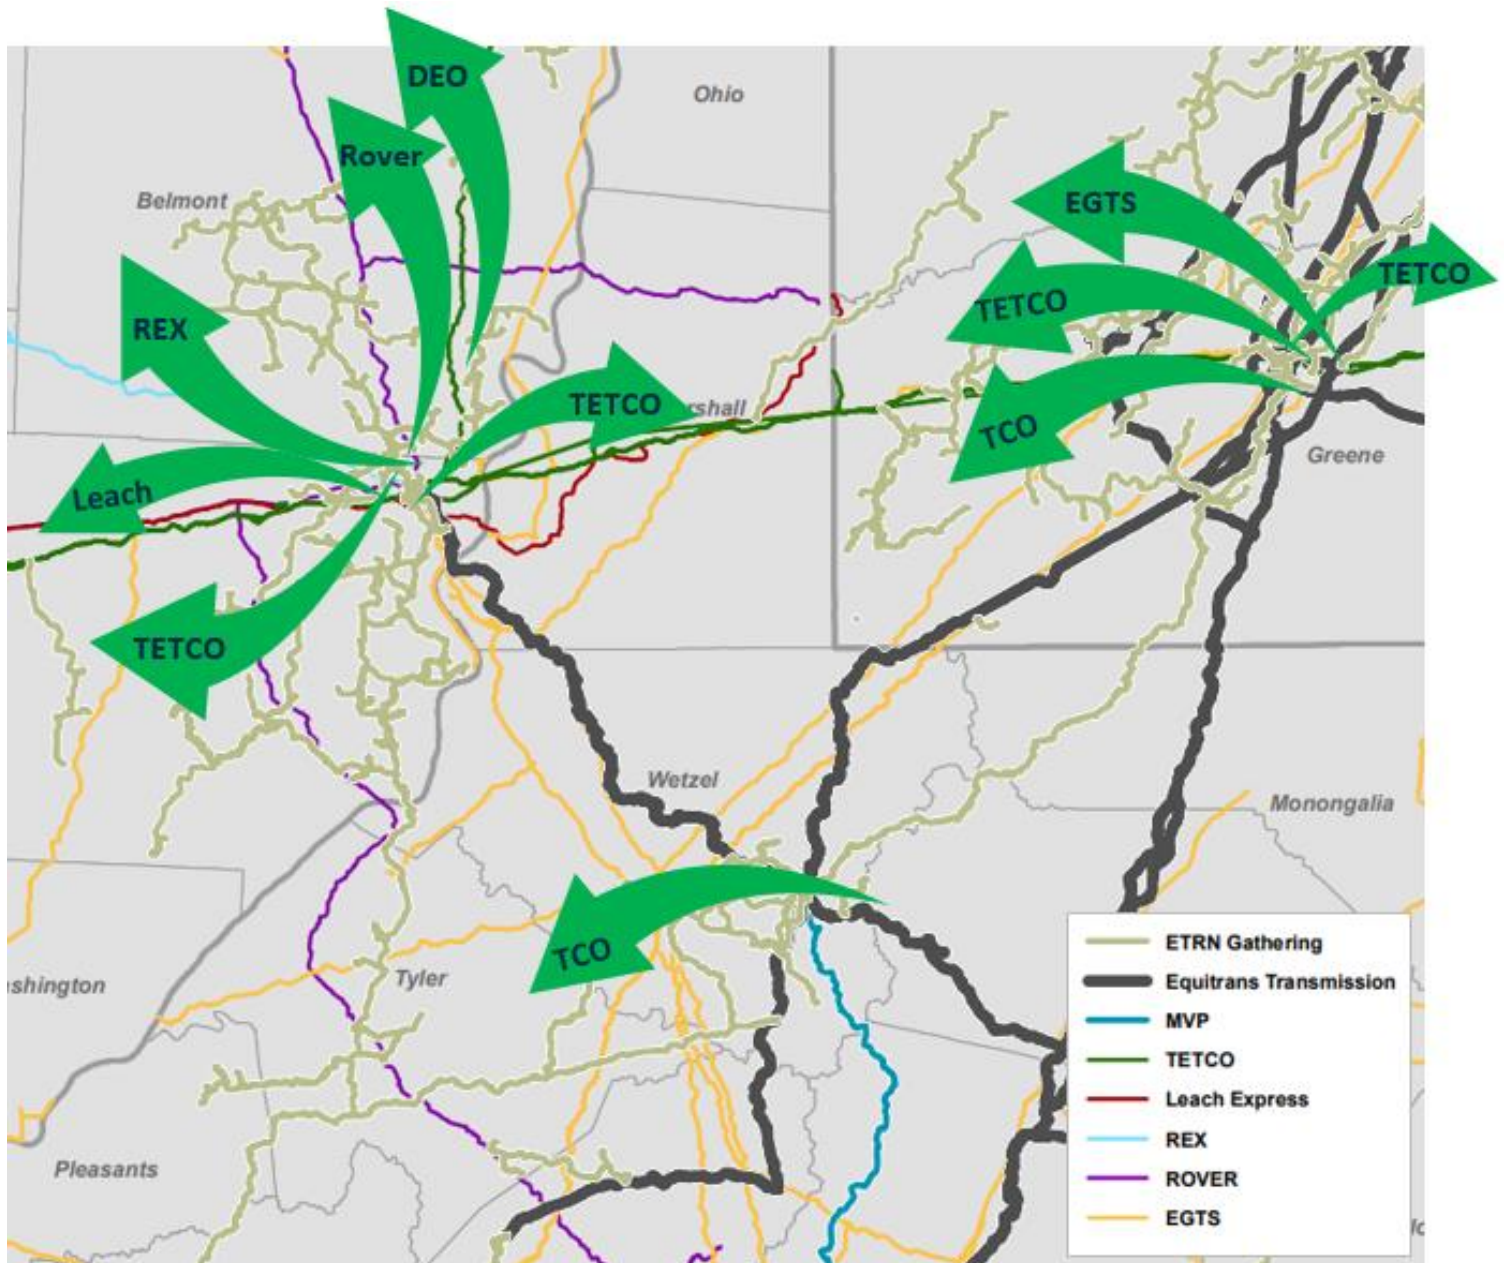 DEO
Ohio
Rover
Belmont
EGTS
TETCO
TETCO
REX
TETCO
rshall
TCO
Greene
Leach
TETCO
Wetzel
Monongalia
TCO
Tyler
shington
Pleasants
ETRN Gathering
Equitrans Transmission
MVP
TETCO
Leach Express
REX
ROVER
EGTS